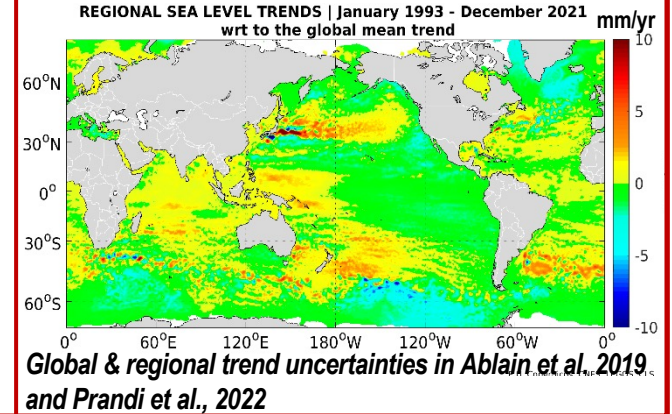 REGIONAL SEA LEVEL TRENDS | January 1993 - December 2021
wrt to the global mean trend
mm/yr
10
5
0
-5
-10
60°N
30°N
0°
30°S
60°S
0° 60°E 120°E 180°W 120°W 60°W 0°
Global & regional trend uncertainties in Ablain et al. 2019
and Prandi et al., 2022